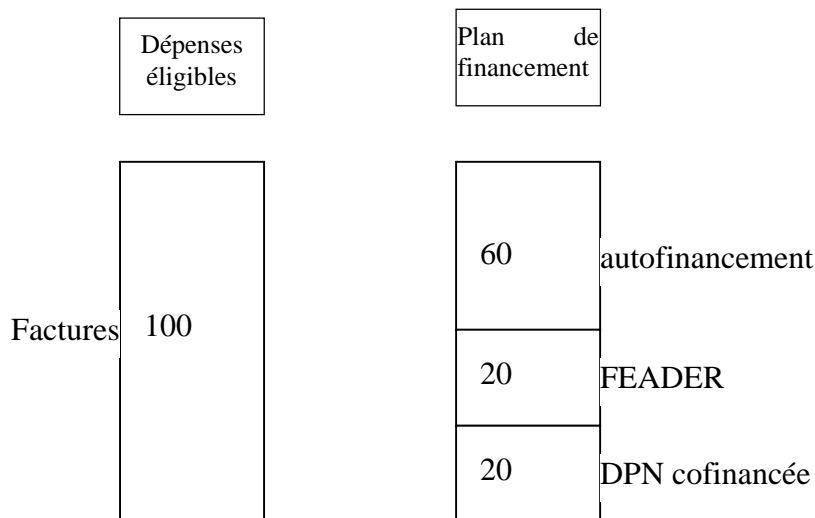 Dépenses
éligibles
Plan de
financement
Factures 100
60 autofinancement
20 FEADER
20 DPN cofinancée